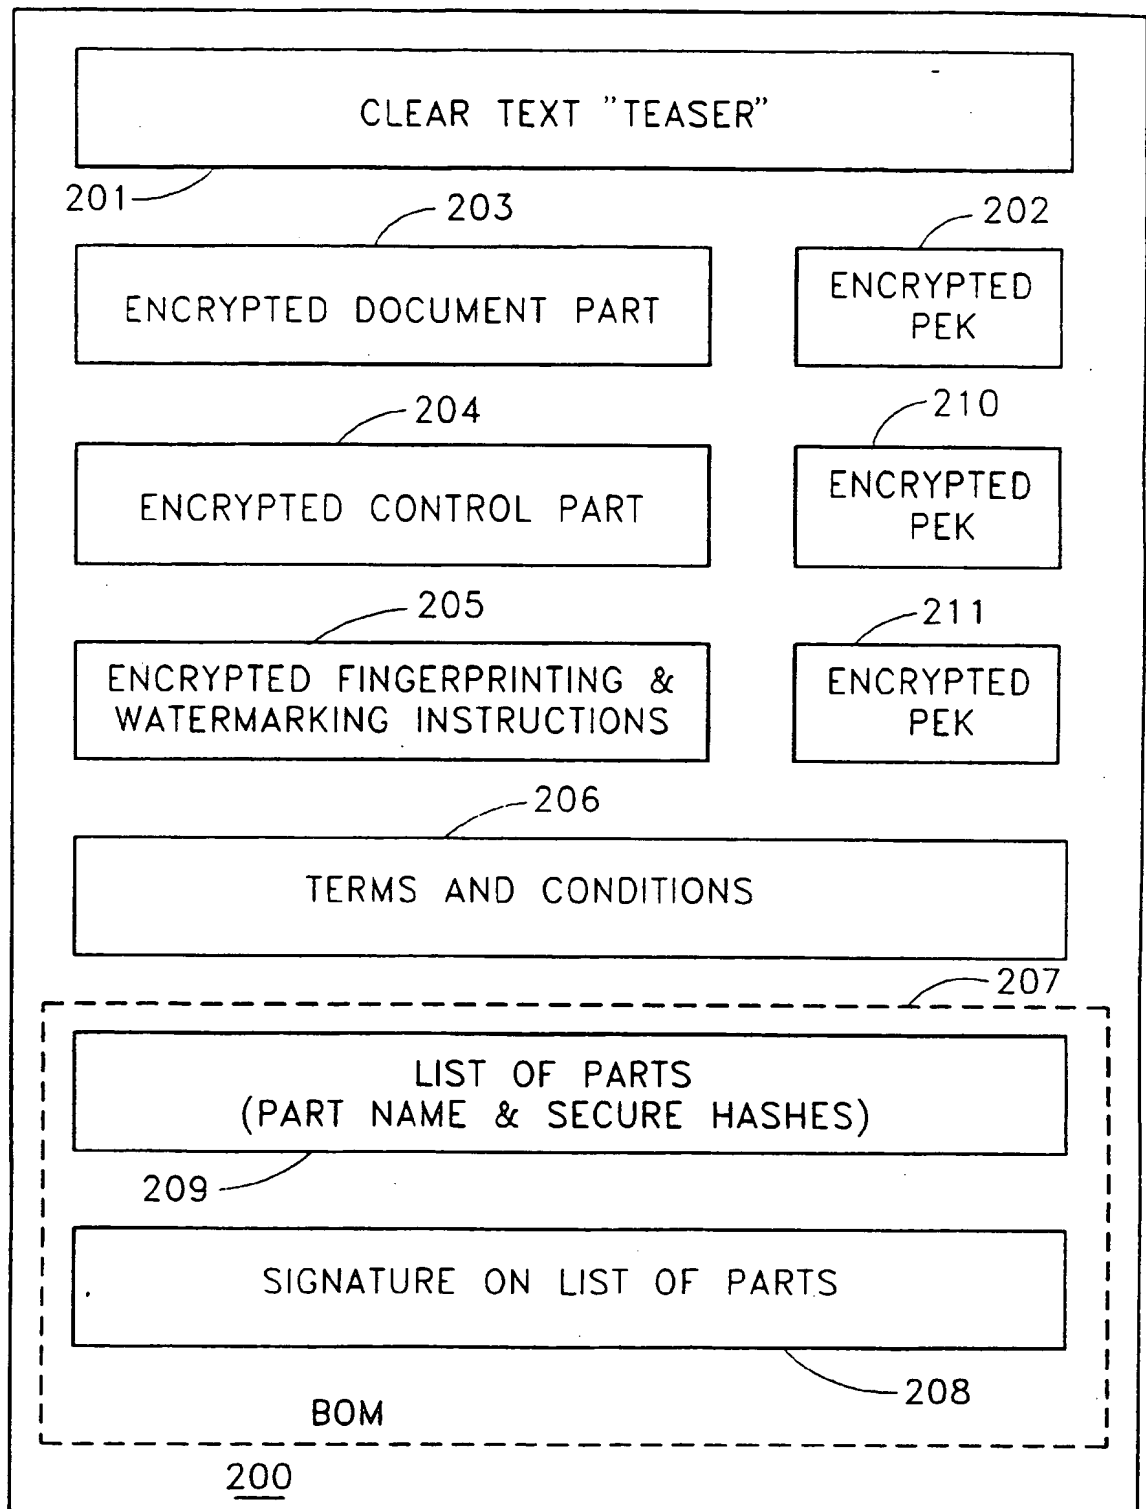 CLEAR TEXT "TEASER"
201
203
202
ENCRYPTED DOCUMENT PART
ENCRYPTED
PEK
204
210
ENCRYPTED CONTROL PART
ENCRYPTED
PEK
205
211
ENCRYPTED FINGERPRINTING &
WATERMARKING INSTRUCTIONS
ENCRYPTED
PEK
206
TERMS AND CONDITIONS
207
LIST OF PARTS
(PART NAME & SECURE HASHES)
209
SIGNATURE ON LIST OF PARTS
208
BOM
200